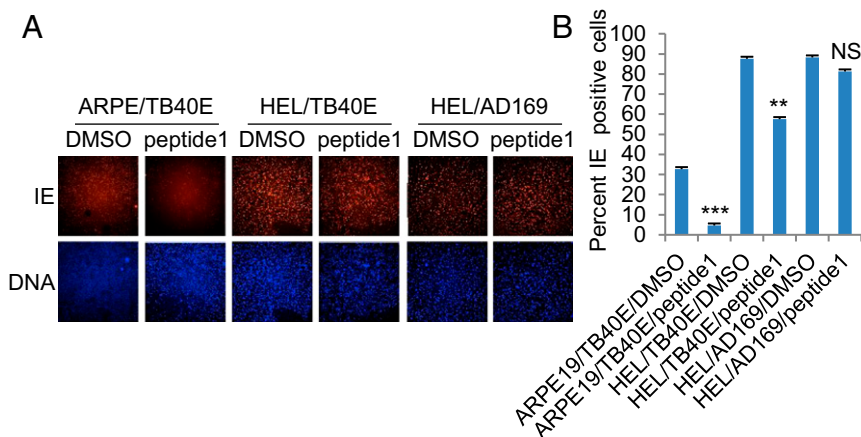 A
ARPE/TB40E HEL/TB40E HEL/AD169
DMSO peptide1 DMSO peptide1 DMSO peptide1
IE
DNA
B
Percent IE positive cells
100
90
80
70
60
50
40
30
20
10
0
***
**
NS
ARPE19/TB40E/DMSO
ARPE19/TB40E/peptide1
HEL/TB40E/DMSO
HEL/TB40E/peptide1
HEL/AD169/DMSO
HEL/AD169/peptide1